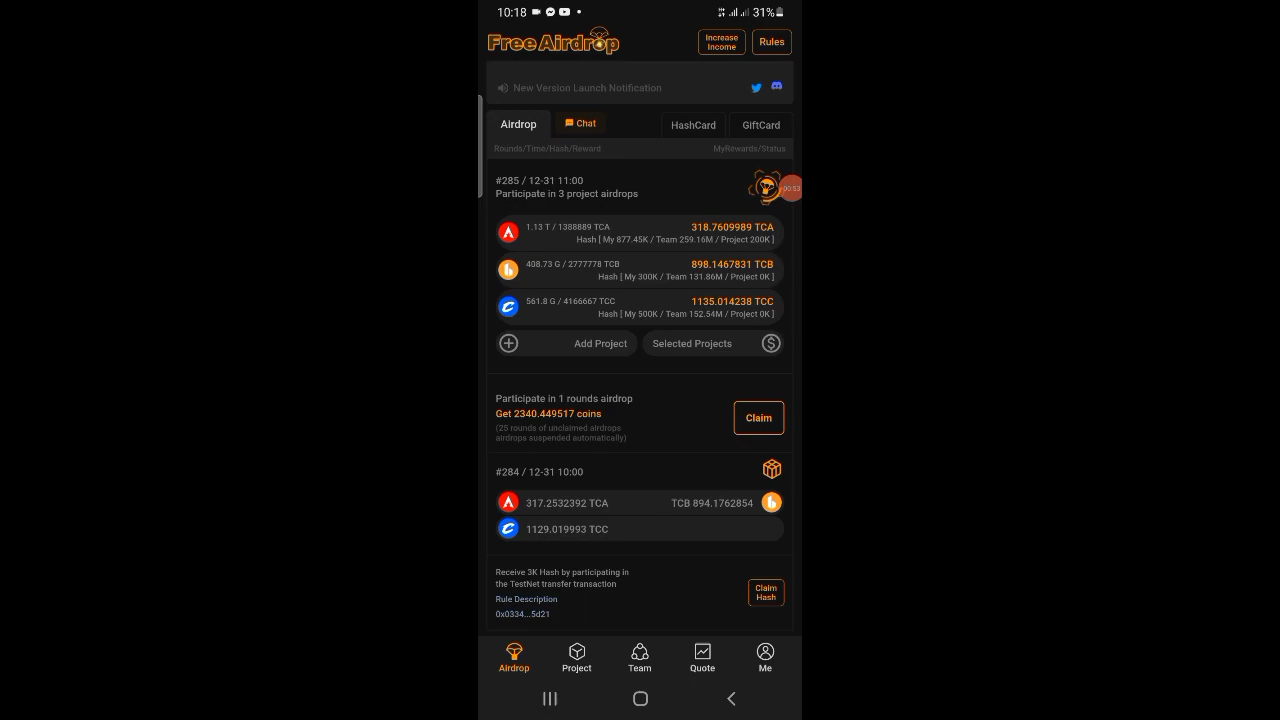 10:18
31%
Free Airdrop
Increase Income
Rules
New Version Launch Notification
Airdrop
Chat
HashCard
GiftCard
Rounds/Time/Hash/Reward
MyRewards/Status
#285 / 12-31 11:00
Participate in 3 project airdrops
00:53
1.13 T / 1388889 TCA
318.7609989 TCA
Hash [ My 877.45K / Team 259.16M / Project 200K ]
408.73 G / 2777778 TCB
898.1467831 TCB
Hash [ My 300K / Team 131.86M / Project 0K ]
561.8 G / 4166667 TCC
1135.014238 TCC
Hash [ My 500K / Team 152.54M / Project 0K ]
Add Project
Selected Projects
Participate in 1 rounds airdrop
Get 2340.449517 coins
(25 rounds of unclaimed airdrops
airdrops suspended automatically)
Claim
#284 / 12-31 10:00
317.2532392 TCA
TCB 894.1762854
1129.019993 TCC
Receive 3K Hash by participating in
the TestNet transfer transaction
Rule Description
0x0334...5d21
Claim
Hash
Airdrop
Project
Team
Quote
Me